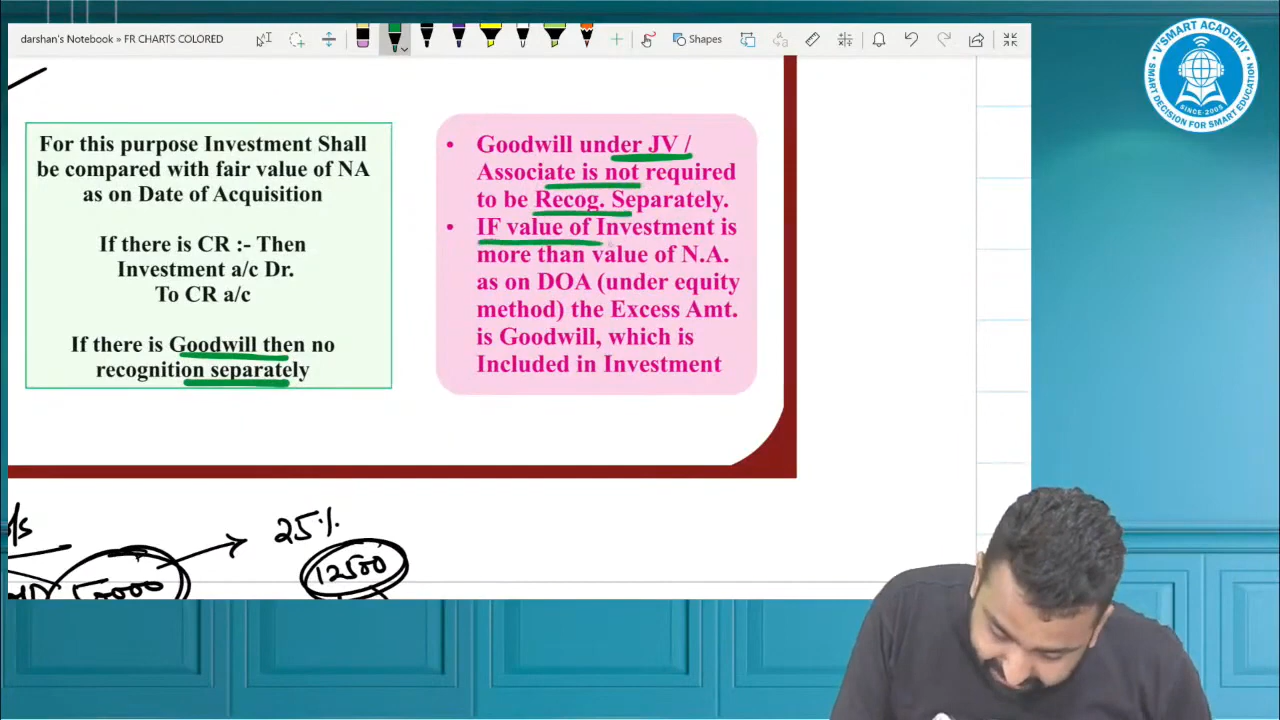 darshan's Notebook » FR CHARTS COLORED
Shapes
V'SMART ACADEMY
SMART DECISION FOR SMART EDUCATION
SINCE-2005
For this purpose Investment Shall
be compared with fair value of NA
as on Date of Acquisition
If there is CR :- Then
Investment a/c Dr.
To CR a/c
If there is Goodwill then no
recognition separately
• Goodwill under JV /
Associate is not required
to be Recog. Separately.
• IF value of Investment is
more than value of N.A.
as on DOA (under equity
method) the Excess Amt.
is Goodwill, which is
Included in Investment
25%
12500